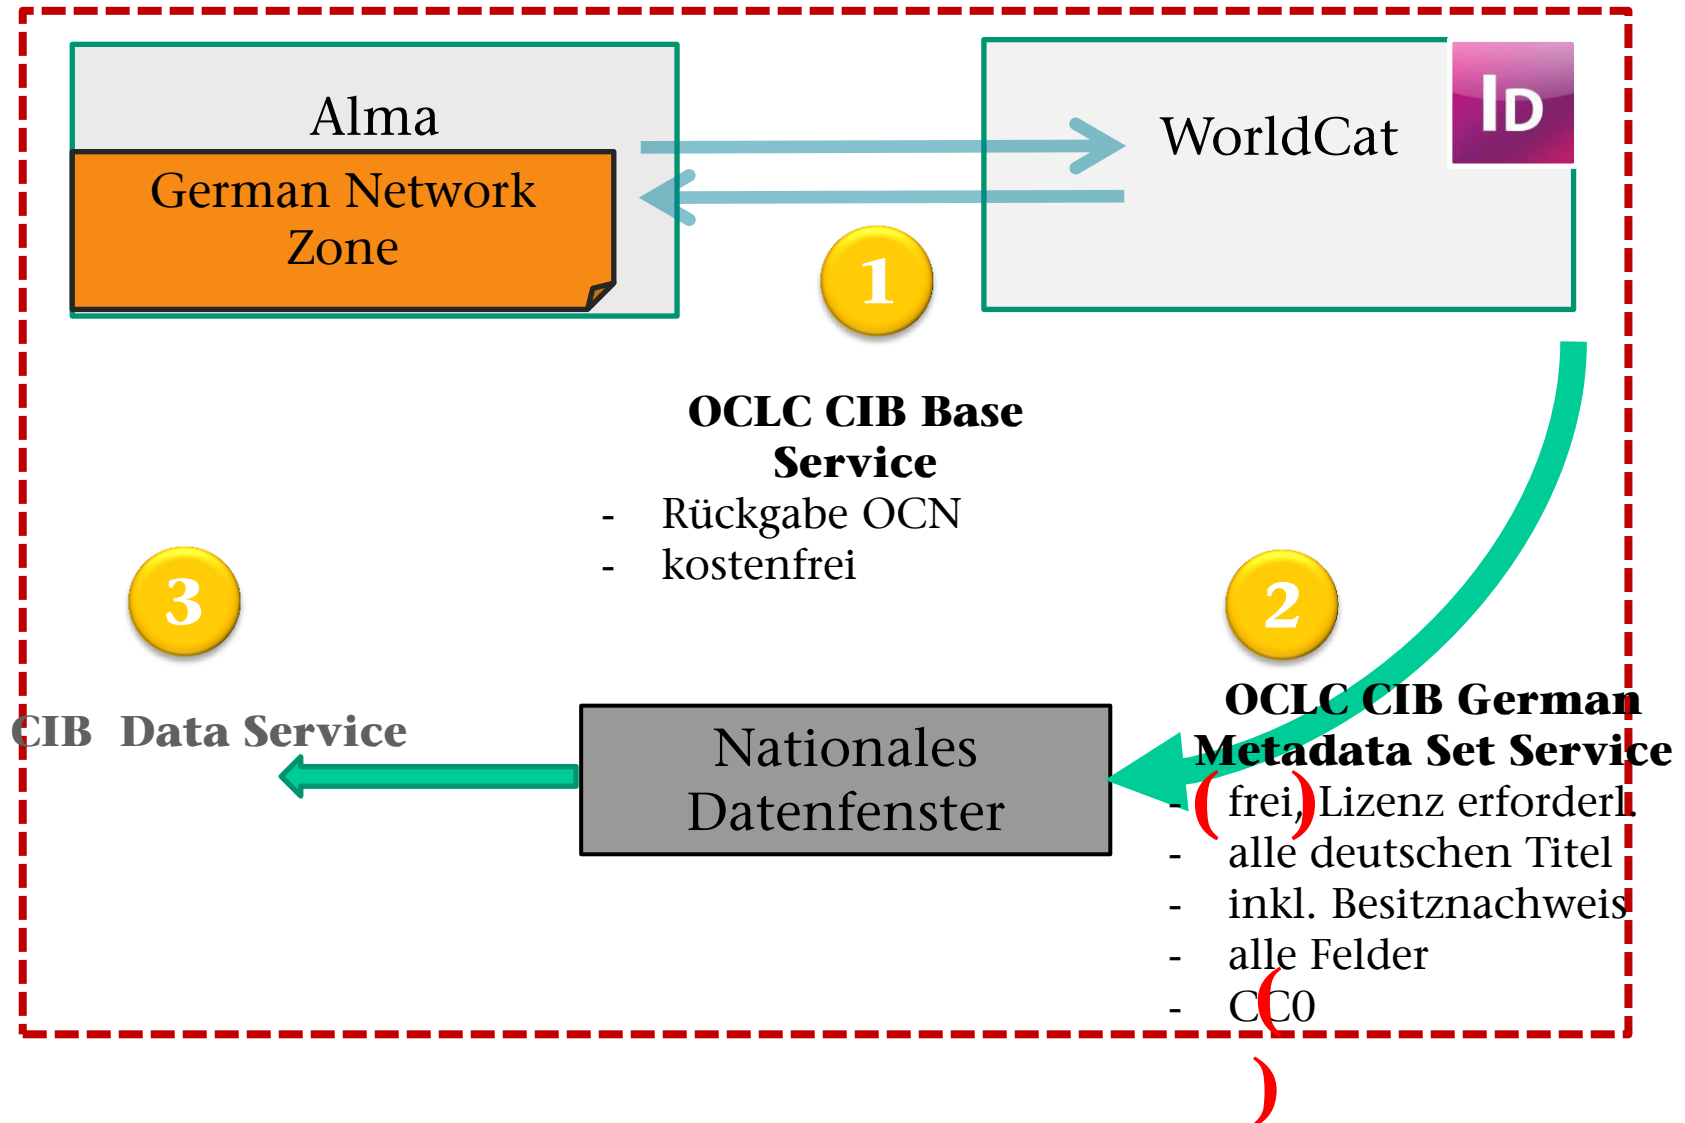 Alma
German Network
Zone
WorldCat
ID
1
OCLC CIB Base
Service
- Rückgabe OCN
- kostenfrei
3
2
CIB Data Service
Nationales
Datenfenster
OCLC CIB German
Metadata Set Service
- (frei,) Lizenz erforderl.
- alle deutschen Titel
- inkl. Besitznachweis
- alle Felder
- CC0
(
)